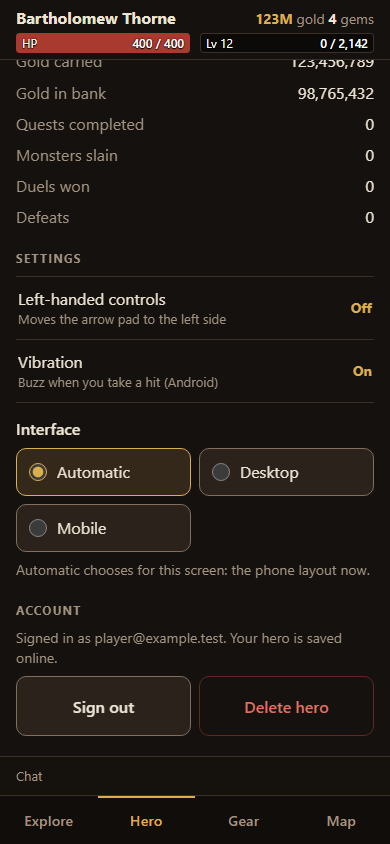 Bartholomew Thorne
123M gold 4 gems
HP 400 / 400
Lv 12 0 / 2,142
Gold carried 123,456,789
Gold in bank 98,765,432
Quests completed 0
Monsters slain 0
Duels won 0
Defeats 0
SETTINGS
Left-handed controls
Moves the arrow pad to the left side
Off
Vibration
Buzz when you take a hit (Android)
On
Interface
Automatic
Desktop
Mobile
Automatic chooses for this screen: the phone layout now.
ACCOUNT
Signed in as player@example.test. Your hero is saved
online.
Sign out
Delete hero
Chat
Explore Hero Gear Map